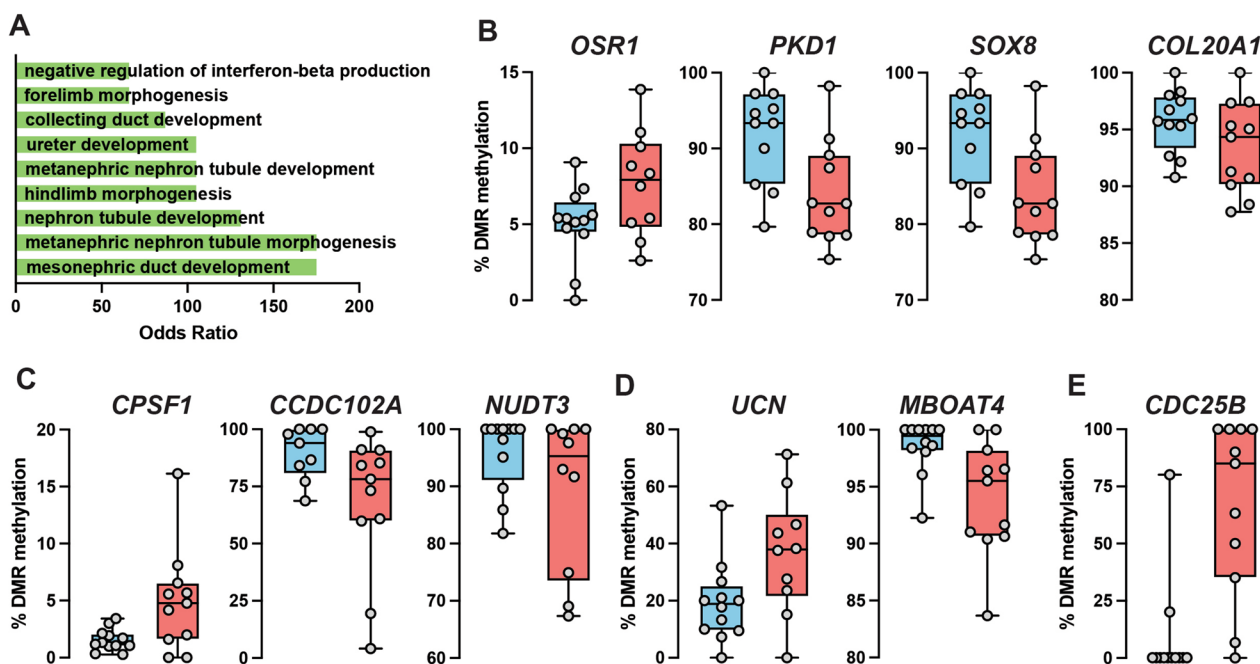 A
negative regulation of interferon-beta production
forelimb morphogenesis
collecting duct development
ureter development
metanephric nephron tubule development
hindlimb morphogenesis
nephron tubule development
metanephric nephron tubule morphogenesis
mesonephric duct development
0 50 100 150 200
Odds Ratio
B
OSR1 PKD1 SOX8 COL20A1
% DMR methylation
15
10
5
0
100
90
80
70
100
90
80
70
100
95
90
85
80
C
CPSF1 CCDC102A NUDT3
% DMR methylation
20
15
10
5
0
100
75
50
25
0
100
90
80
70
60
D
UCN MBOAT4
% DMR methylation
80
60
40
20
0
100
95
90
85
80
E
CDC25B
% DMR methylation
100
75
50
25
0